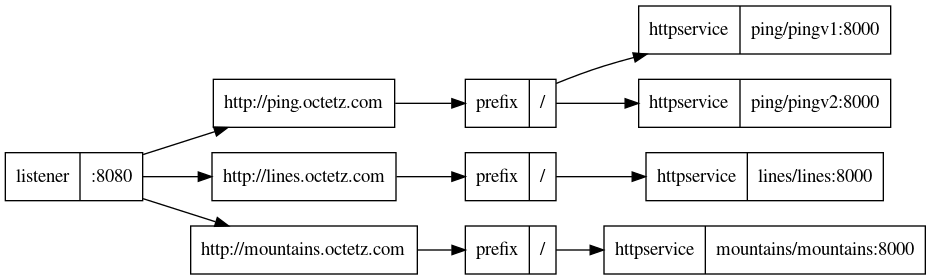 httpservice ping/pingv1:8000
http://ping.octetz.com prefix / httpservice ping/pingv2:8000
listener :8080 http://lines.octetz.com prefix / httpservice lines/lines:8000
http://mountains.octetz.com prefix / httpservice mountains/mountains:8000